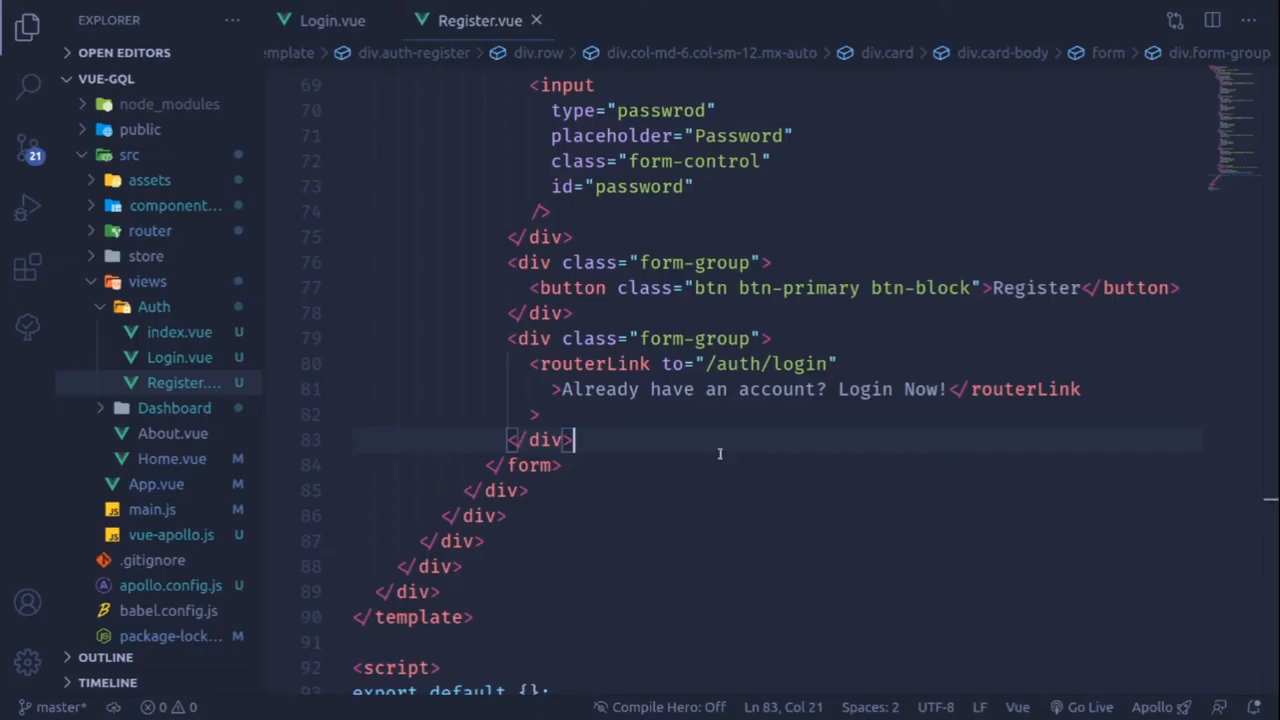 EXPLORER ···
Login.vue
Register.vue ×
···
OPEN EDITORS
emplate > div.auth-register > div.row > div.col-md-6.col-sm-12.mx-auto > div.card > div.card-body > form > div.form-group
VUE-GQL
node_modules
public
src
assets
component...
router
store
views
Auth
index.vue U
Login.vue U
Register.... U
Dashboard
About.vue
Home.vue M
App.vue M
main.js M
vue-apollo.js U
.gitignore
apollo.config.js U
babel.config.js
package-lock... M
OUTLINE
TIMELINE
21
69 <input
70 type="passwrod"
71 placeholder="Password"
72 class="form-control"
73 id="password"
74 />
75 </div>
76 <div class="form-group">
77 <button class="btn btn-primary btn-block">Register</button>
78 </div>
79 <div class="form-group">
80 <routerLink to="/auth/login"
81 >Already have an account? Login Now!</routerLink
82 >
83 </div>
84 </form>
85 </div>
86 </div>
87 </div>
88 </div>
89 </div>
90 </template>
91
92 <script>
93 export default {};
master* 0 0 Compile Hero: Off Ln 83, Col 21 Spaces: 2 UTF-8 LF Vue Go Live Apollo